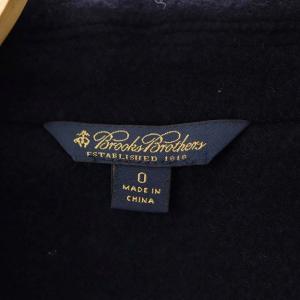 Brooks Brothers
ESTABLISHED 1818
0
MADE IN
CHINA